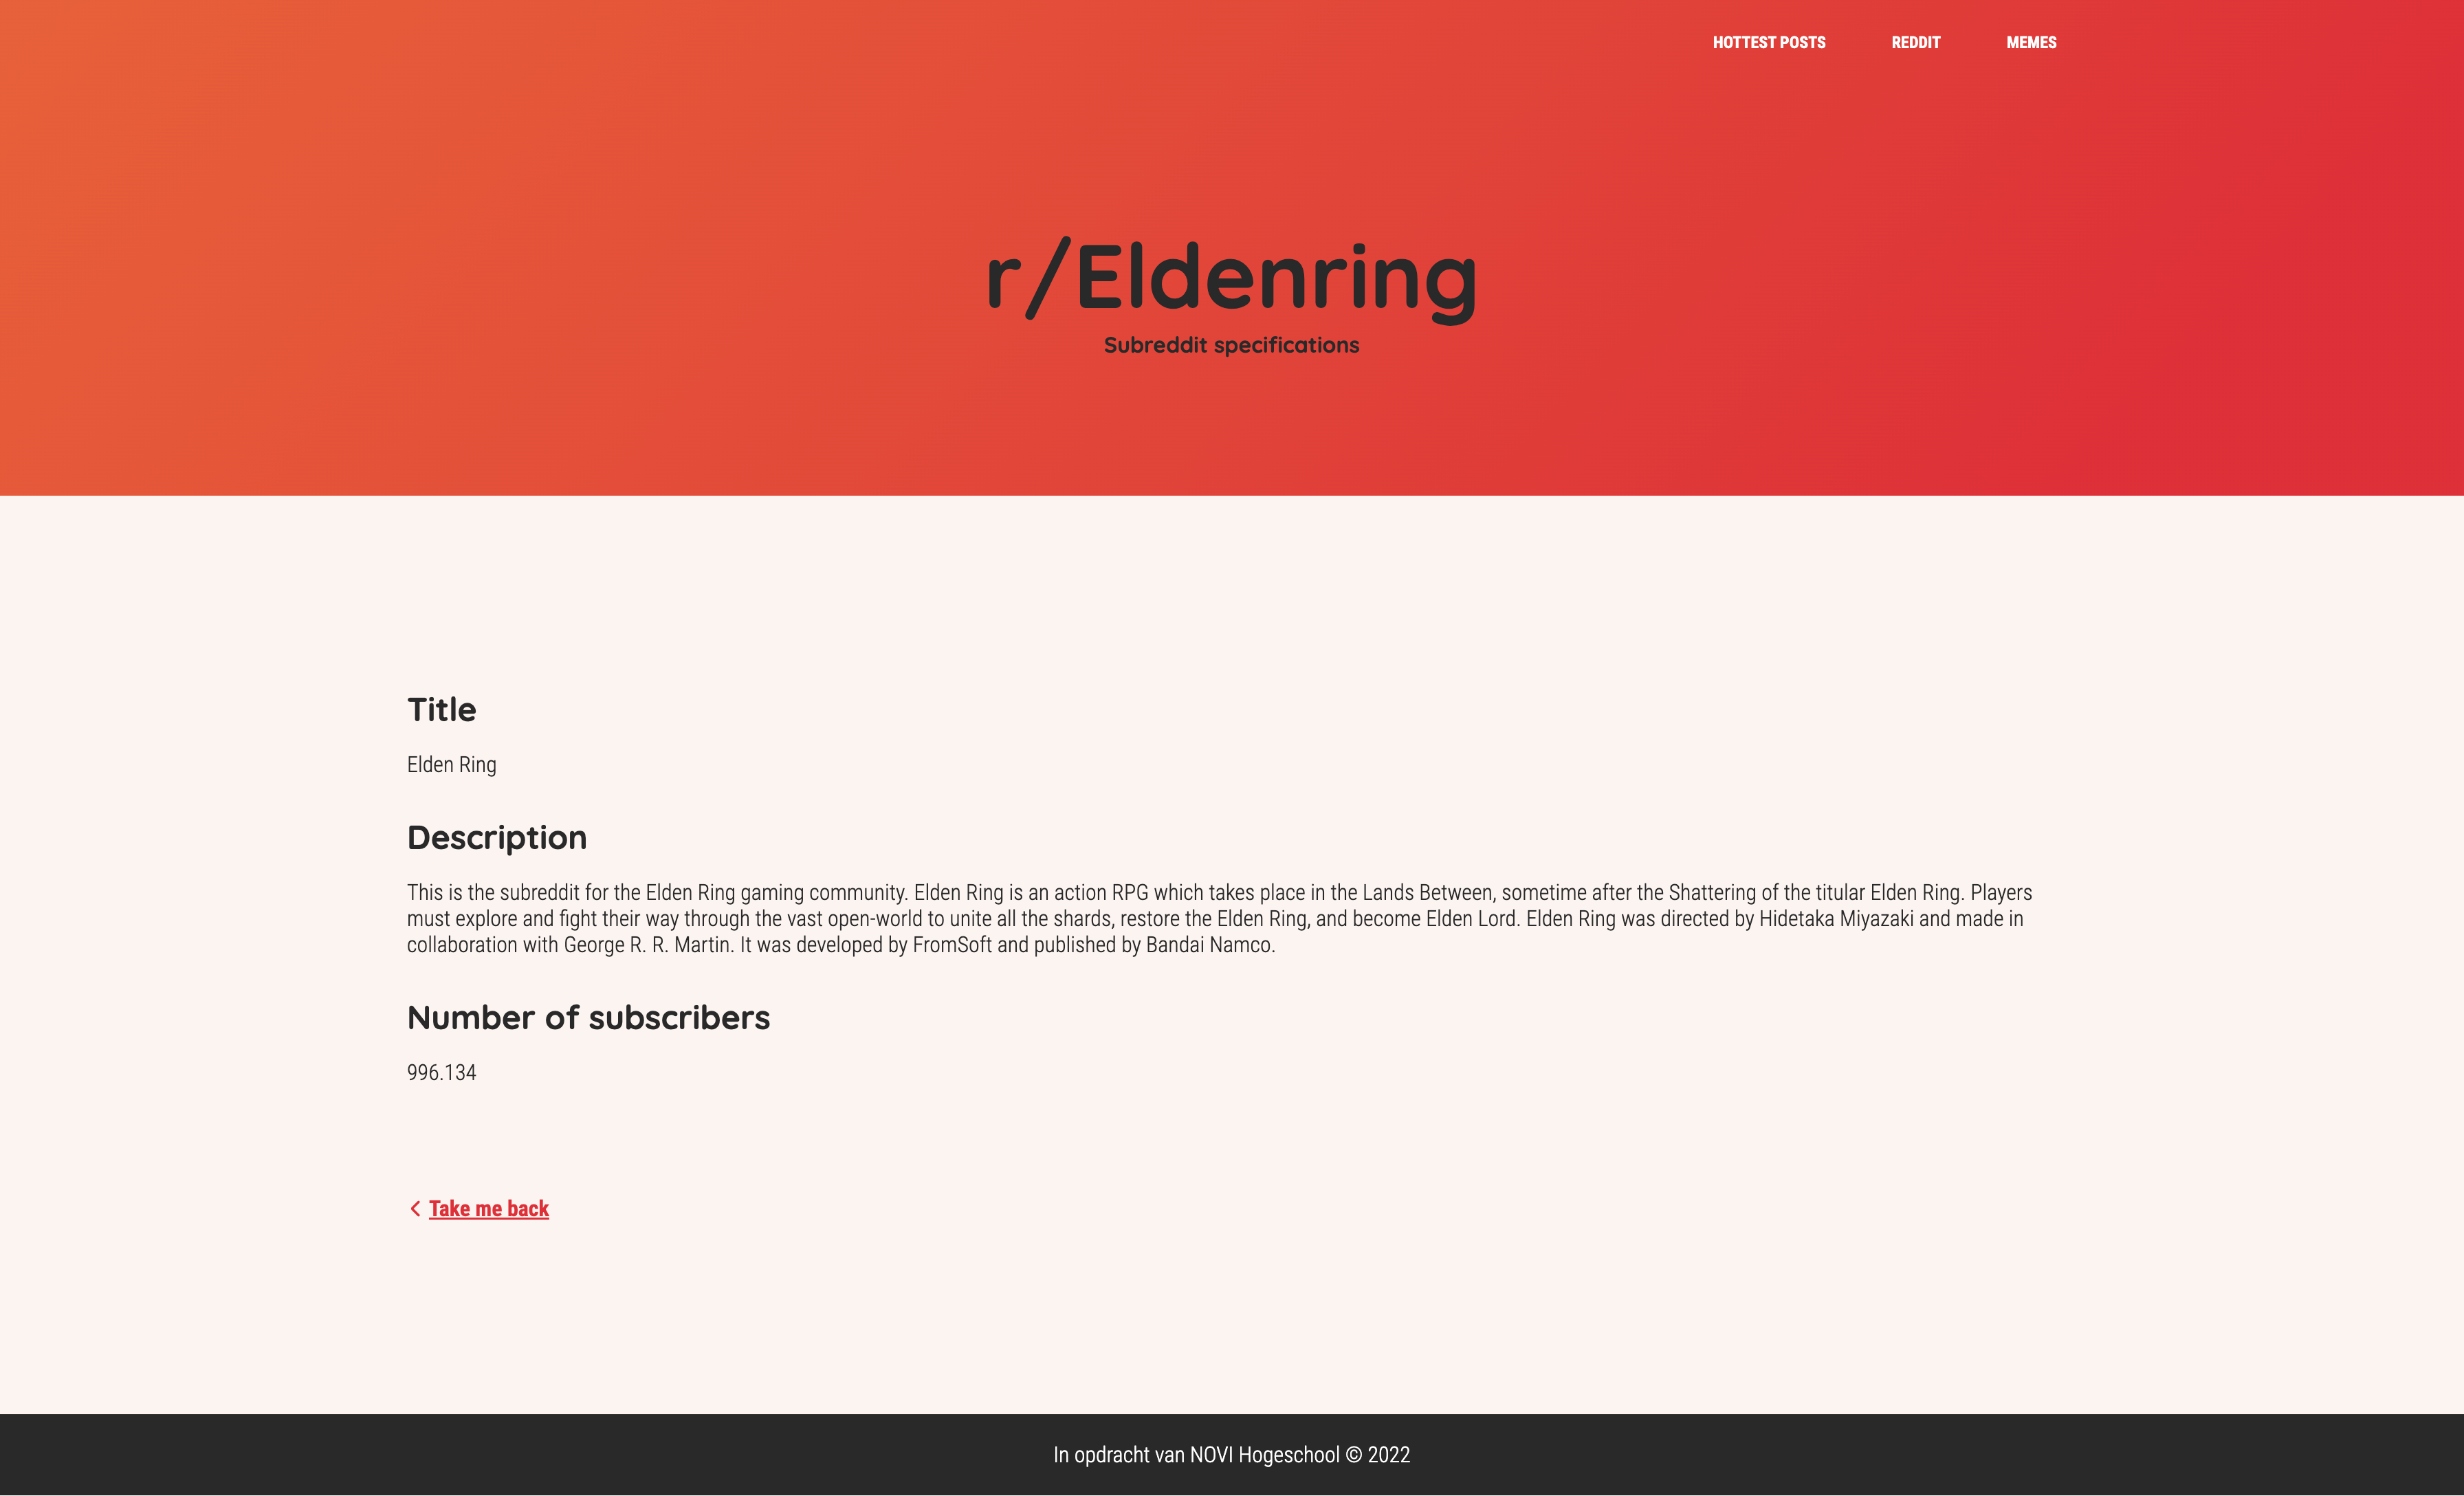 HOTTEST POSTS REDDIT MEMES
r/Eldenring
Subreddit specifications
Title
Elden Ring
Description
This is the subreddit for the Elden Ring gaming community. Elden Ring is an action RPG which takes place in the Lands Between, sometime after the Shattering of the titular Elden Ring. Players
must explore and fight their way through the vast open-world to unite all the shards, restore the Elden Ring, and become Elden Lord. Elden Ring was directed by Hidetaka Miyazaki and made in
collaboration with George R. R. Martin. It was developed by FromSoft and published by Bandai Namco.
Number of subscribers
996.134
Take me back
In opdracht van NOVI Hogeschool © 2022